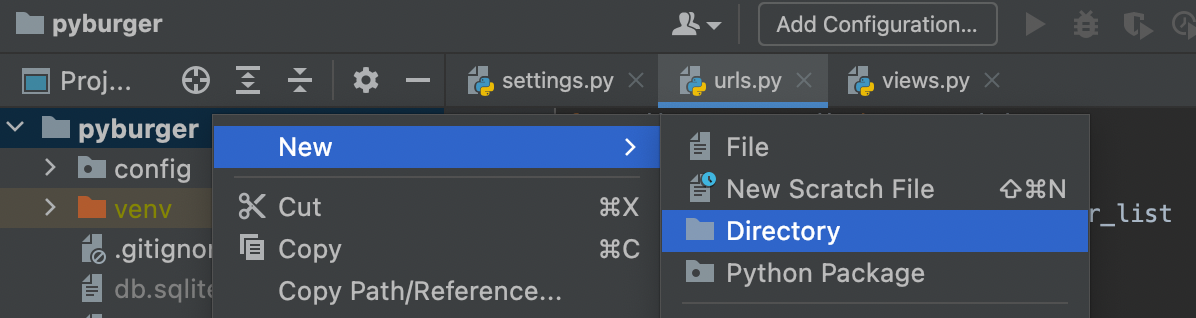 pyburger
Add Configuration...
Proj...
settings.py
urls.py
views.py
pyburger
New
File
config
New Scratch File ⇧⌘N
venv
Cut ⌘X
r_list
Directory
.gitignor
Copy ⌘C
Python Package
db.sqlite
Copy Path/Reference...